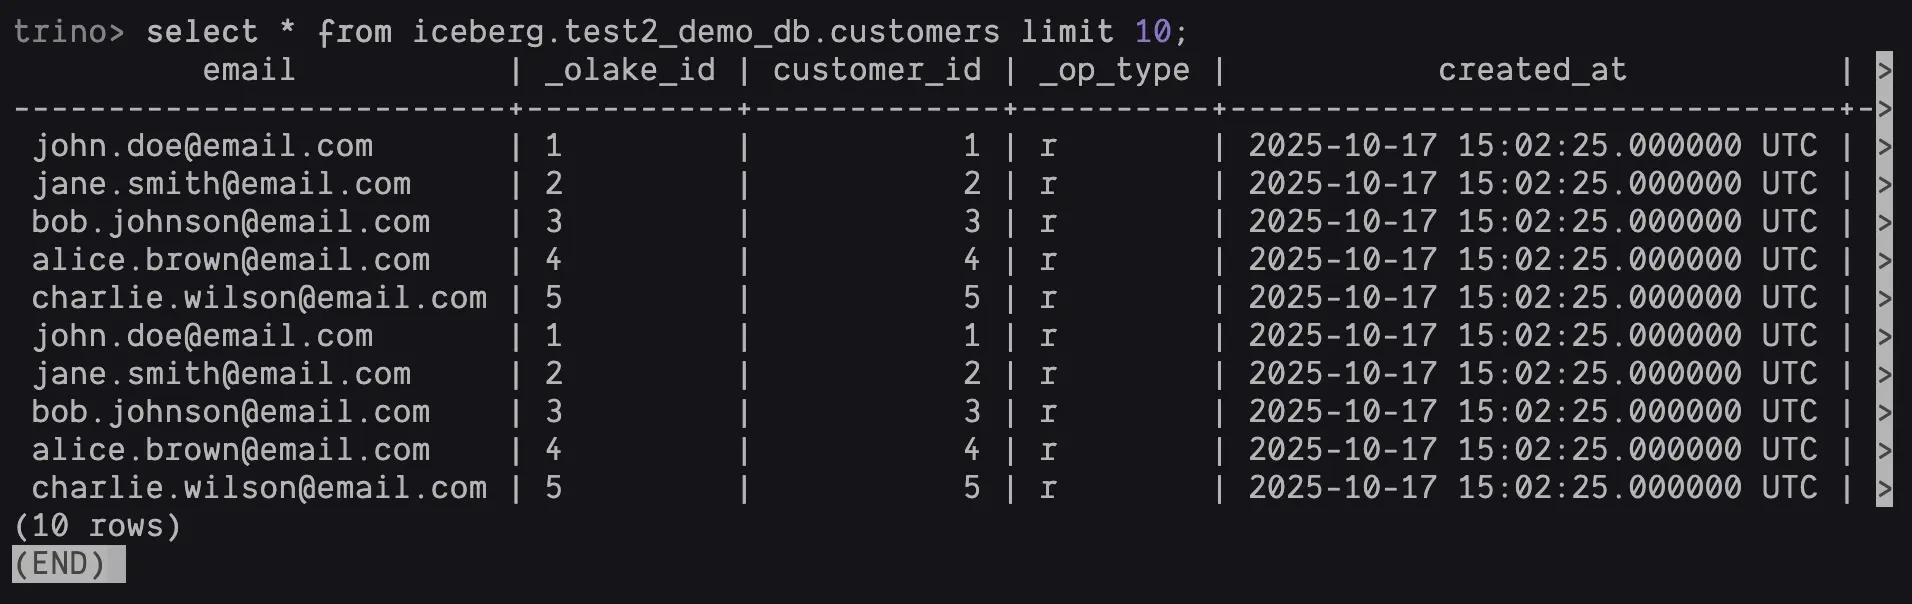 trino> select * from iceberg.test2_demo_db.customers limit 10;
          email           | _olake_id | customer_id | _op_type |           created_at           | >
--------------------------+-----------+-------------+----------+--------------------------------+->
 john.doe@email.com       | 1         |           1 | r        | 2025-10-17 15:02:25.000000 UTC | >
 jane.smith@email.com     | 2         |           2 | r        | 2025-10-17 15:02:25.000000 UTC | >
 bob.johnson@email.com    | 3         |           3 | r        | 2025-10-17 15:02:25.000000 UTC | >
 alice.brown@email.com    | 4         |           4 | r        | 2025-10-17 15:02:25.000000 UTC | >
 charlie.wilson@email.com | 5         |           5 | r        | 2025-10-17 15:02:25.000000 UTC | >
 john.doe@email.com       | 1         |           1 | r        | 2025-10-17 15:02:25.000000 UTC | >
 jane.smith@email.com     | 2         |           2 | r        | 2025-10-17 15:02:25.000000 UTC | >
 bob.johnson@email.com    | 3         |           3 | r        | 2025-10-17 15:02:25.000000 UTC | >
 alice.brown@email.com    | 4         |           4 | r        | 2025-10-17 15:02:25.000000 UTC | >
 charlie.wilson@email.com | 5         |           5 | r        | 2025-10-17 15:02:25.000000 UTC | >
(10 rows)
(END)